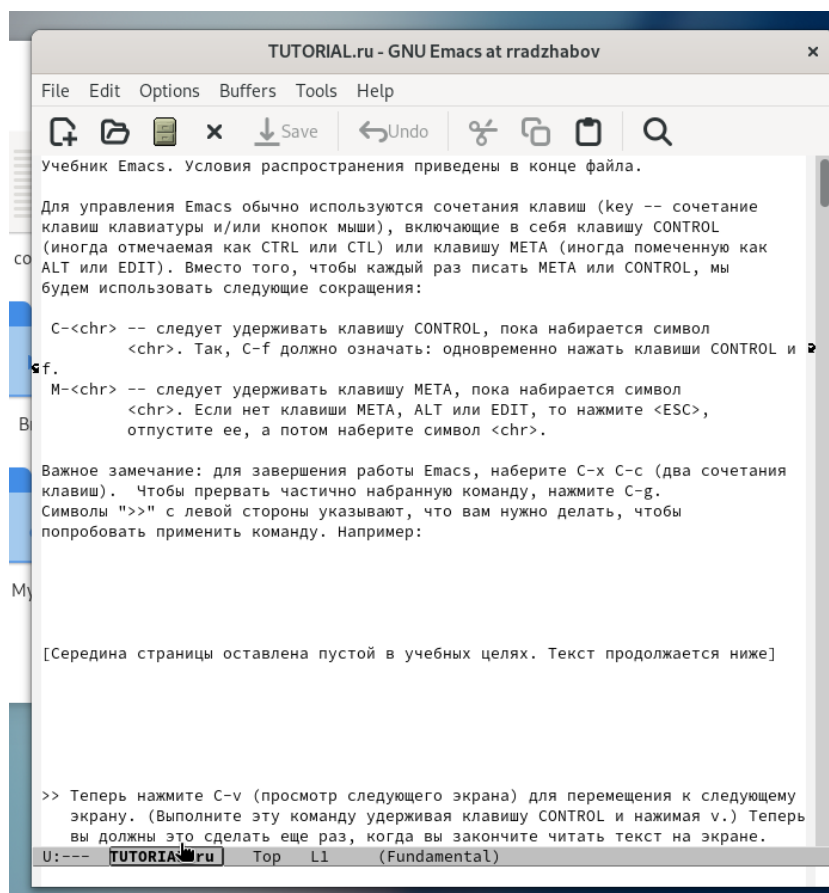 TUTORIAL.ru - GNU Emacs at rradzhabov
File Edit Options Buffers Tools Help
Save Undo
Учебник Emacs. Условия распространения приведены в конце файла.
Для управления Emacs обычно используются сочетания клавиш (key -- сочетание
клавиш клавиатуры и/или кнопок мыши), включающие в себя клавишу CONTROL
(иногда отмечаемая как CTRL или CTL) или клавишу META (иногда помеченную как
ALT или EDIT). Вместо того, чтобы каждый раз писать META или CONTROL, мы
будем использовать следующие сокращения:
C-<chr> -- следует удерживать клавишу CONTROL, пока набирается символ
<chr>. Так, C-f должно означать: одновременно нажать клавиши CONTROL и
f.
M-<chr> -- следует удерживать клавишу META, пока набирается символ
<chr>. Если нет клавиши META, ALT или EDIT, то нажмите <ESC>,
отпустите ее, а потом наберите символ <chr>.
Важное замечание: для завершения работы Emacs, наберите C-x C-c (два сочетания
клавиш). Чтобы прервать частично набранную команду, нажмите C-g.
Символы ">>" с левой стороны указывают, что вам нужно делать, чтобы
попробовать применить команду. Например:
[Середина страницы оставлена пустой в учебных целях. Текст продолжается ниже]
>> Теперь нажмите C-v (просмотр следующего экрана) для перемещения к следующему
экрану. (Выполните эту команду удерживая клавишу CONTROL и нажимая v.) Теперь
вы должны это сделать еще раз, когда вы закончите читать текст на экране.
U:--- TUTORIAL.ru Top L1 (Fundamental)